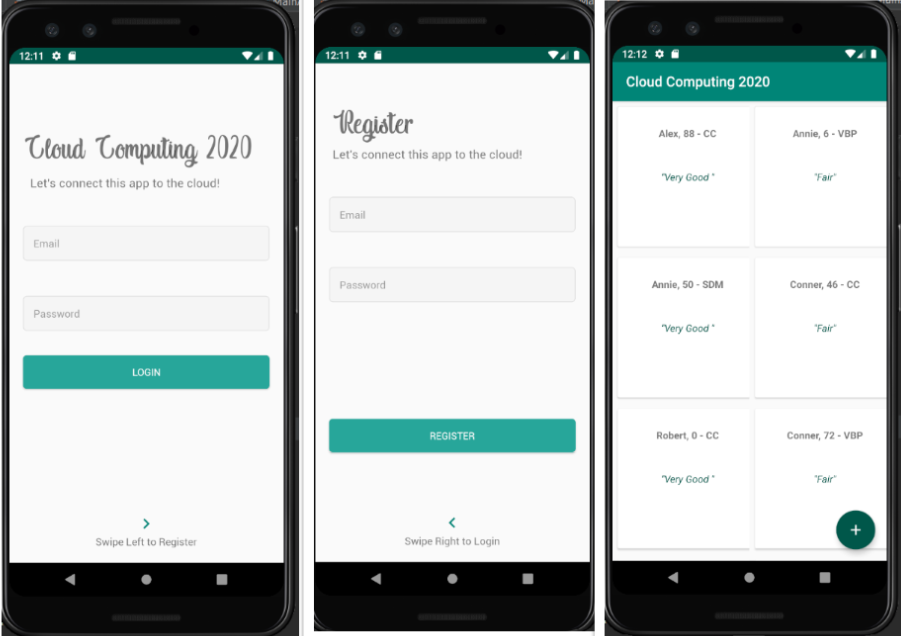 12:11
Cloud Computing 2020
Let's connect this app to the cloud!
Email
Password
LOGIN
Swipe Left to Register
12:11
Register
Let's connect this app to the cloud!
Email
Password
REGISTER
Swipe Right to Login
12:12
Cloud Computing 2020
Alex, 88 - CC
"Very Good "
Annie, 6 - VBP
"Fair"
Annie, 50 - SDM
"Very Good "
Conner, 46 - CC
"Fair"
Robert, 0 - CC
"Very Good "
Conner, 72 - VBP
"Fair"
+